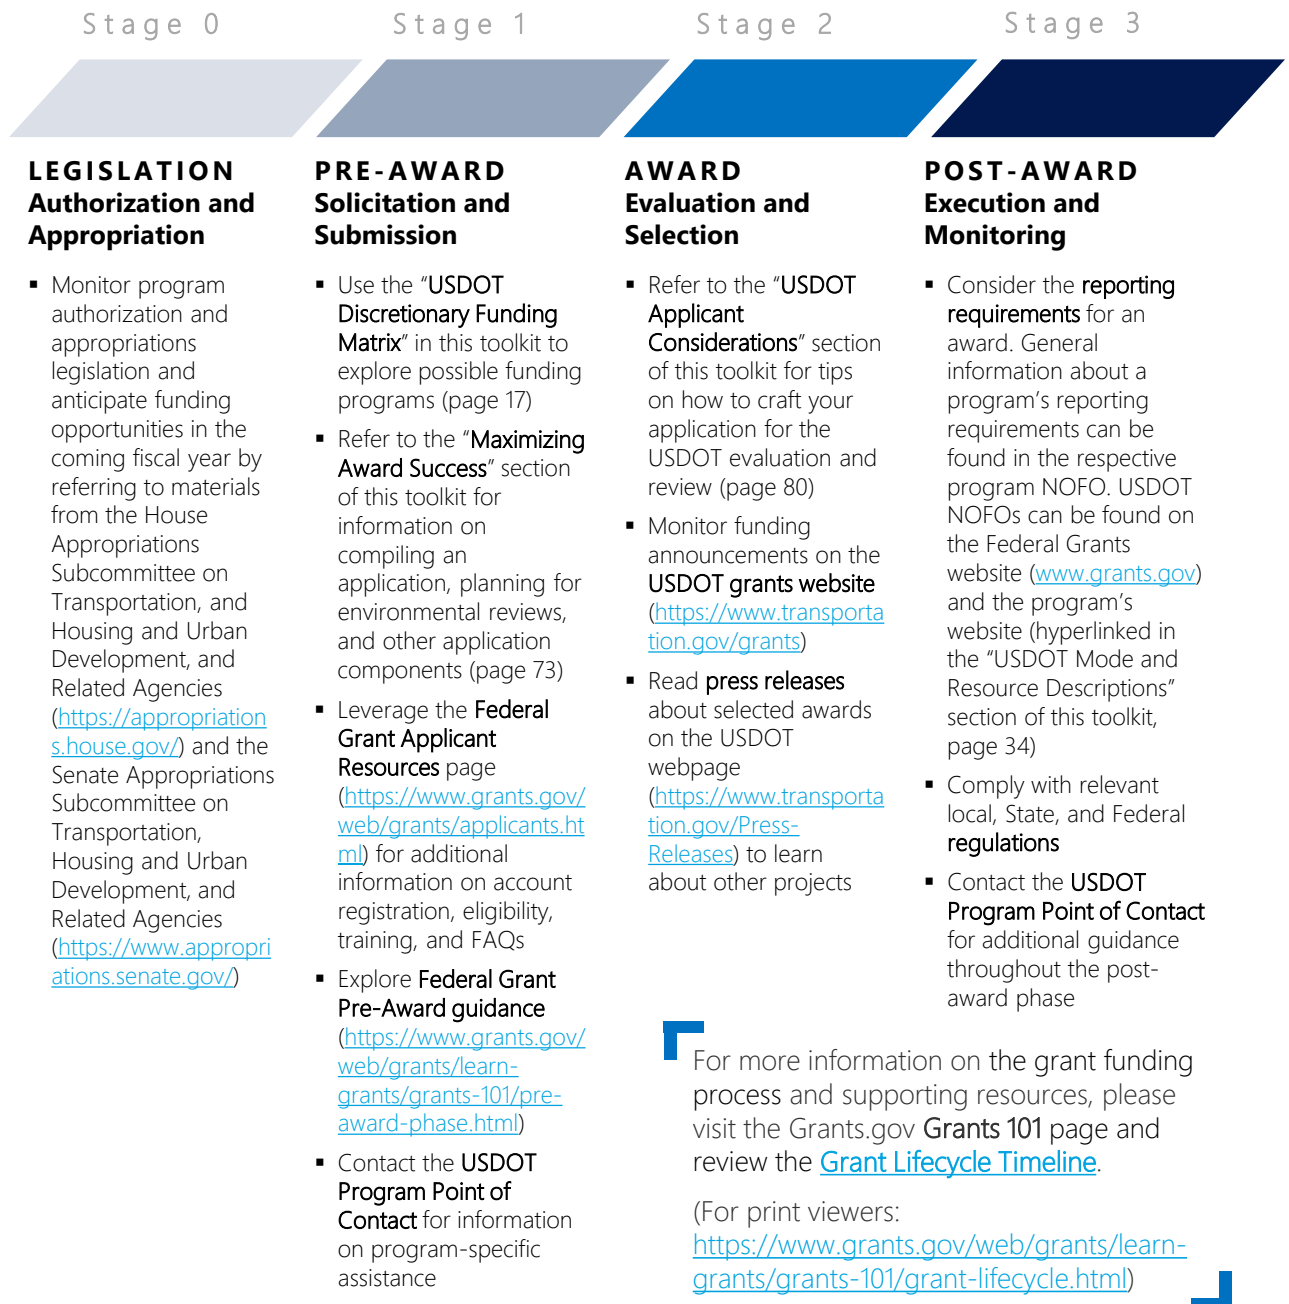 Stage 0
Stage 1
Stage 2
Stage 3
LEGISLATION
Authorization and
Appropriation
▪ Monitor program
authorization and
appropriations
legislation and
anticipate funding
opportunities in the
coming fiscal year by
referring to materials
from the House
Appropriations
Subcommittee on
Transportation, and
Housing and Urban
Development, and
Related Agencies
(https://appropriation
s.house.gov/) and the
Senate Appropriations
Subcommittee on
Transportation,
Housing and Urban
Development, and
Related Agencies
(https://www.appropri
ations.senate.gov/)
PRE-AWARD
Solicitation and
Submission
▪ Use the “USDOT
Discretionary Funding
Matrix” in this toolkit to
explore possible funding
programs (page 17)
▪ Refer to the “Maximizing
Award Success” section
of this toolkit for
information on
compiling an
application, planning for
environmental reviews,
and other application
components (page 73)
▪ Leverage the Federal
Grant Applicant
Resources page
(https://www.grants.gov/
web/grants/applicants.ht
ml) for additional
information on account
registration, eligibility,
training, and FAQs
▪ Explore Federal Grant
Pre-Award guidance
(https://www.grants.gov/
web/grants/learn-
grants/grants-101/pre-
award-phase.html)
▪ Contact the USDOT
Program Point of
Contact for information
on program-specific
assistance
AWARD
Evaluation and
Selection
▪ Refer to the “USDOT
Applicant
Considerations” section
of this toolkit for tips
on how to craft your
application for the
USDOT evaluation and
review (page 80)
▪ Monitor funding
announcements on the
USDOT grants website
(https://www.transporta
tion.gov/grants)
▪ Read press releases
about selected awards
on the USDOT
webpage
(https://www.transporta
tion.gov/Press-
Releases) to learn
about other projects
POST-AWARD
Execution and
Monitoring
▪ Consider the reporting
requirements for an
award. General
information about a
program’s reporting
requirements can be
found in the respective
program NOFO. USDOT
NOFOs can be found on
the Federal Grants
website (www.grants.gov)
and the program’s
website (hyperlinked in
the “USDOT Mode and
Resource Descriptions”
section of this toolkit,
page 34)
▪ Comply with relevant
local, State, and Federal
regulations
▪ Contact the USDOT
Program Point of Contact
for additional guidance
throughout the post-
award phase
For more information on the grant funding
process and supporting resources, please
visit the Grants.gov Grants 101 page and
review the Grant Lifecycle Timeline.
(For print viewers:
https://www.grants.gov/web/grants/learn-
grants/grants-101/grant-lifecycle.html)